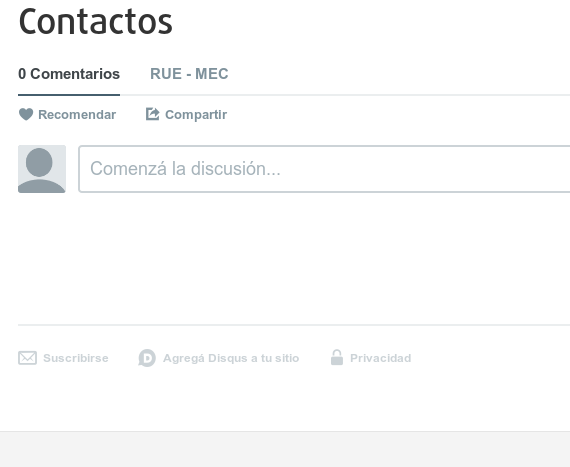 Contactos
0 Comentarios RUE - MEC
Recomendar Compartir
Comenzá la discusión...
Suscribirse Agregá Disqus a tu sitio Privacidad